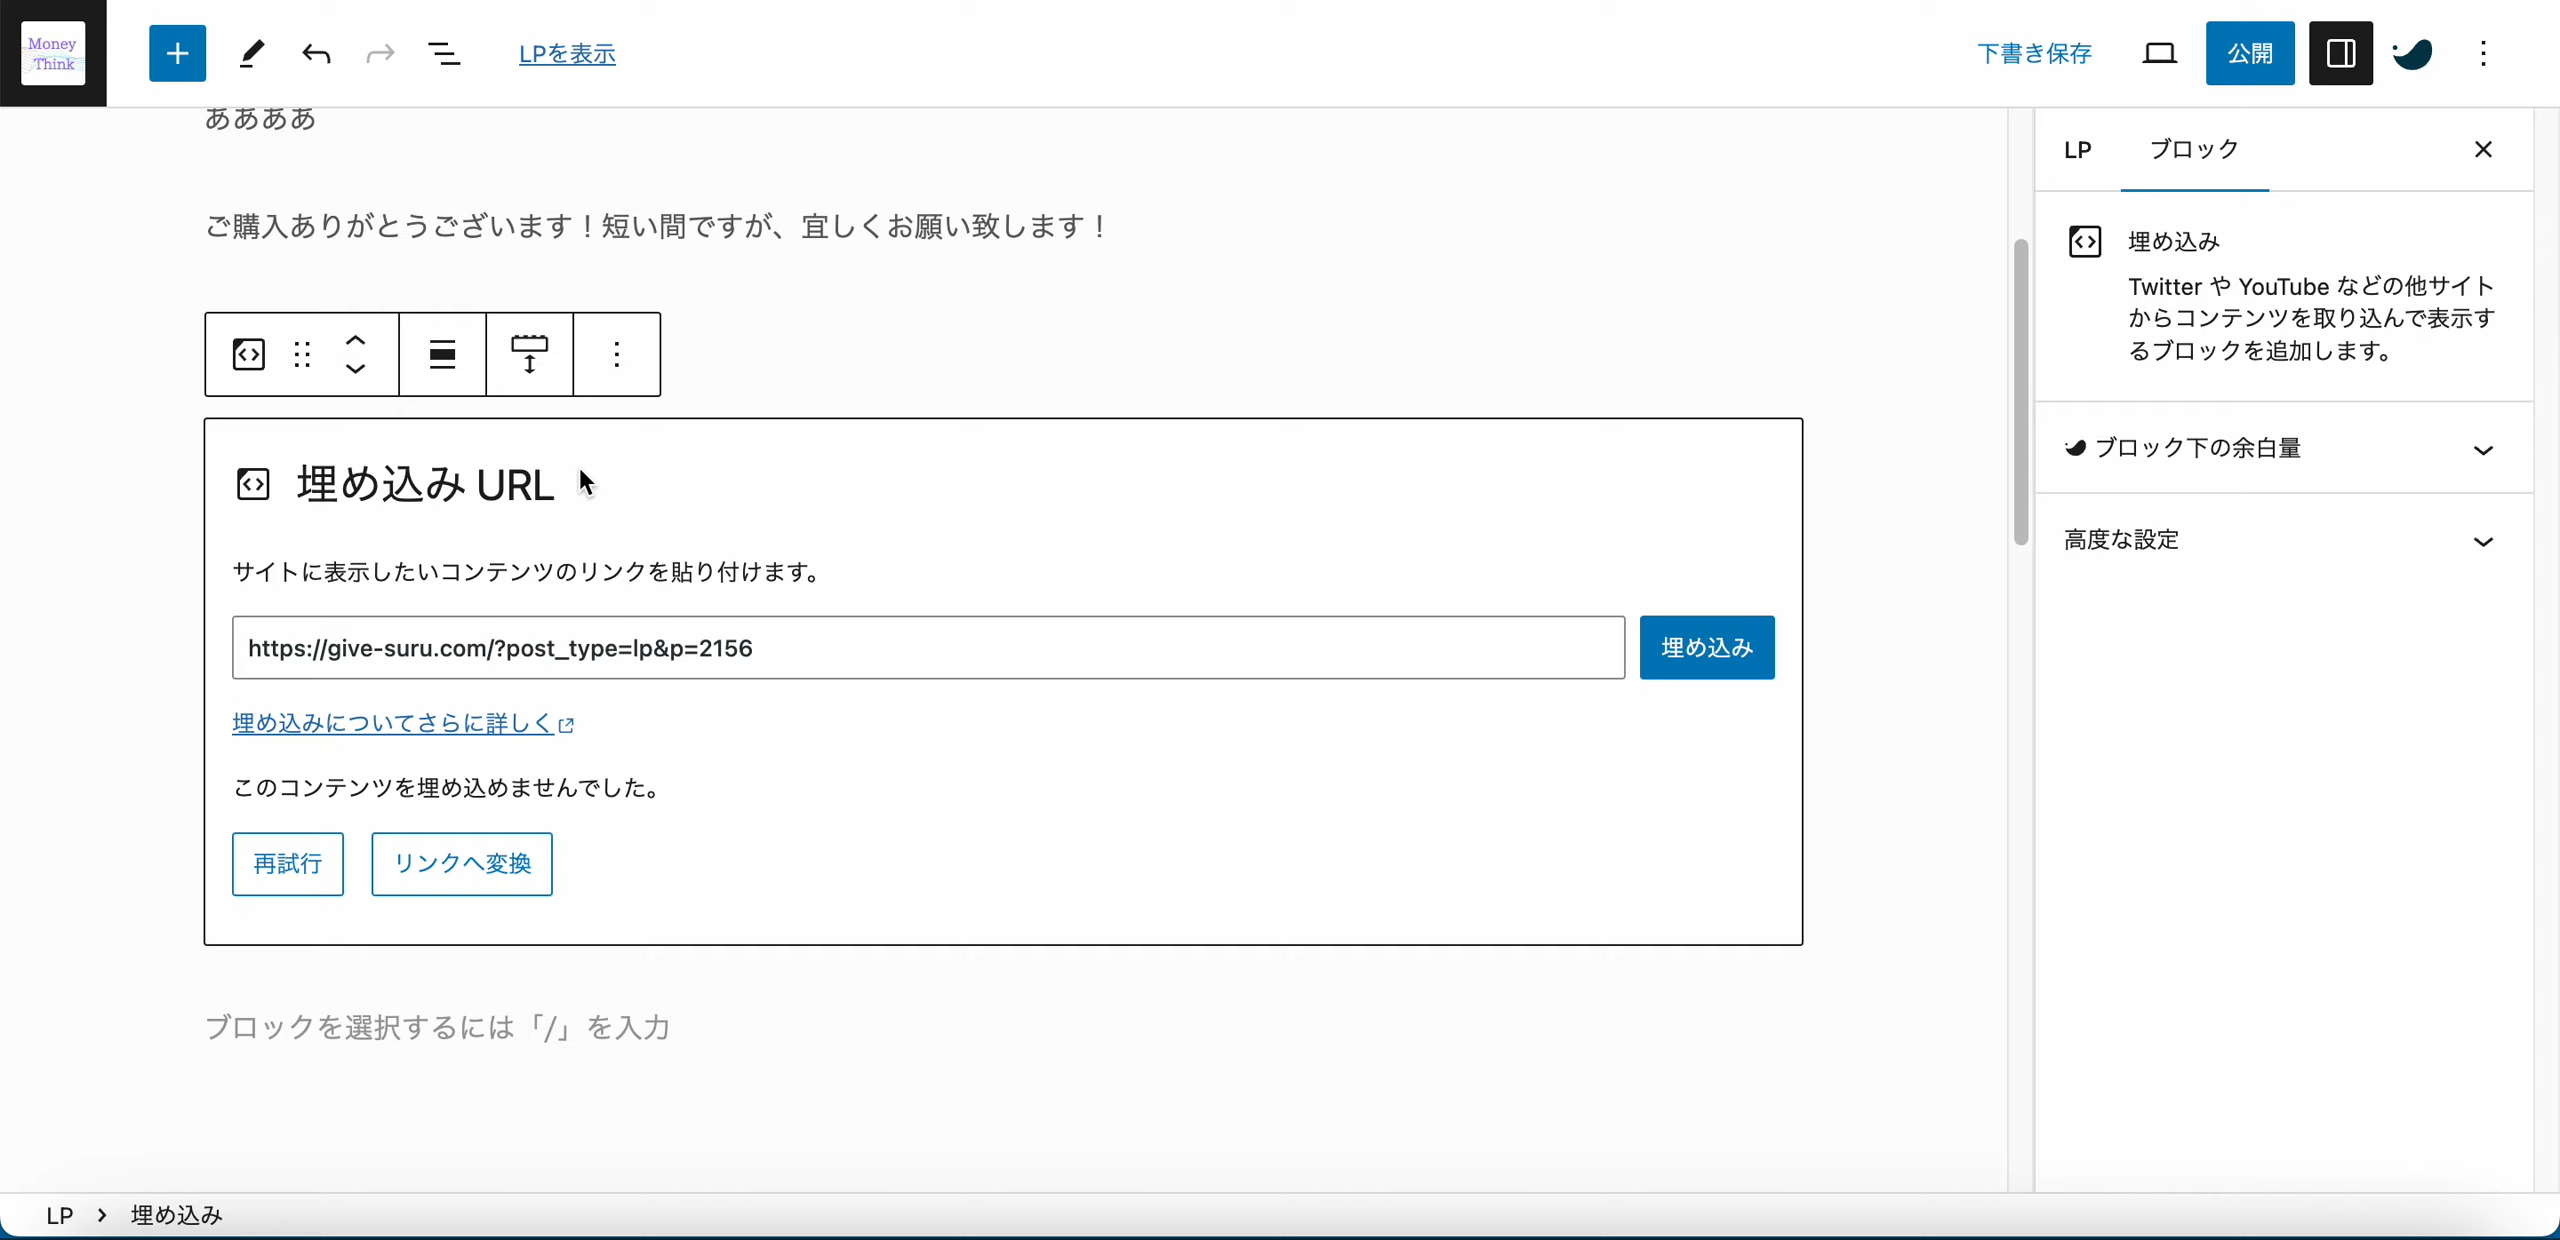 Money
Think
LPを表示
下書き保存
公開
ああああ
ご購入ありがとうございます！短い間ですが、宜しくお願い致します！
埋め込み URL
サイトに表示したいコンテンツのリンクを貼り付けます。
https://give-suru.com/?post_type=lp&p=2156
埋め込み
埋め込みについてさらに詳しく
このコンテンツを埋め込めませんでした。
再試行
リンクへ変換
ブロックを選択するには「/」を入力
LP
ブロック
埋め込み
Twitter や YouTube などの他サイト
からコンテンツを取り込んで表示す
るブロックを追加します。
ブロック下の余白量
高度な設定
LP › 埋め込み